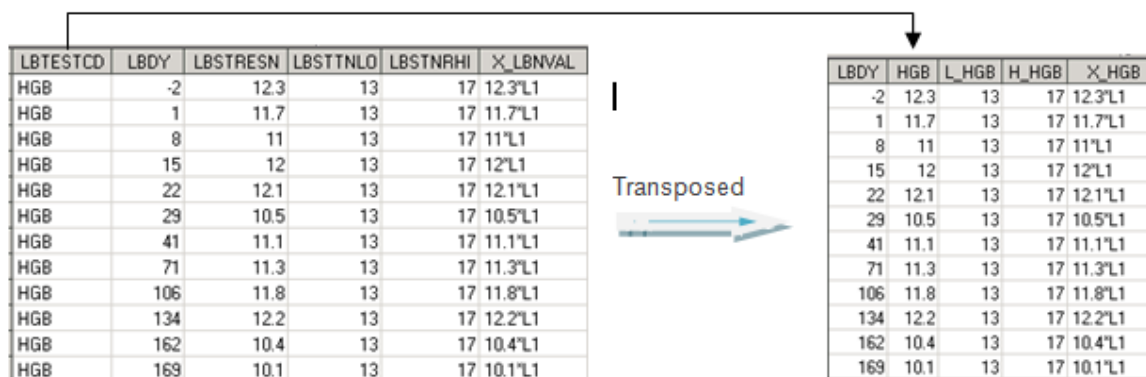 LBTESTCD LBDY LBSTRESN LBSTTNLO LBSTNRHI X_LBNVAL
HGB -2 12.3 13 17 12.3"L1
HGB 1 11.7 13 17 11.7"L1
HGB 8 11 13 17 11"L1
HGB 15 12 13 17 12"L1
HGB 22 12.1 13 17 12.1"L1
HGB 29 10.5 13 17 10.5"L1
HGB 41 11.1 13 17 11.1"L1
HGB 71 11.3 13 17 11.3"L1
HGB 106 11.8 13 17 11.8"L1
HGB 134 12.2 13 17 12.2"L1
HGB 162 10.4 13 17 10.4"L1
HGB 169 10.1 13 17 10.1"L1
Transposed
LBDY HGB L_HGB H_HGB X_HGB
-2 12.3 13 17 12.3"L1
1 11.7 13 17 11.7"L1
8 11 13 17 11"L1
15 12 13 17 12"L1
22 12.1 13 17 12.1"L1
29 10.5 13 17 10.5"L1
41 11.1 13 17 11.1"L1
71 11.3 13 17 11.3"L1
106 11.8 13 17 11.8"L1
134 12.2 13 17 12.2"L1
162 10.4 13 17 10.4"L1
169 10.1 13 17 10.1"L1